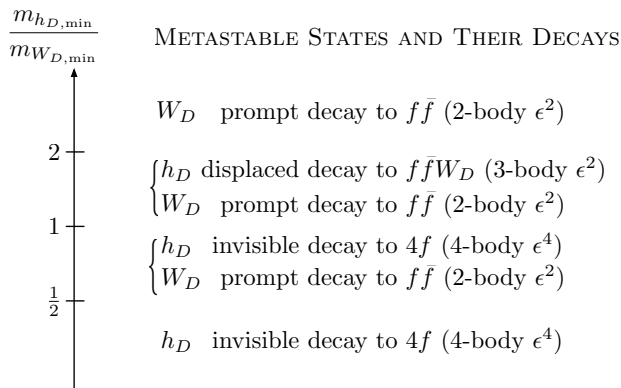 m_{h_D,min}
m_{W_D,min}
METASTABLE STATES AND THEIR DECAYS
W_D prompt decay to f f̄ (2-body ϵ²)
2
h_D displaced decay to f f̄ W_D (3-body ϵ²)
W_D prompt decay to f f̄ (2-body ϵ²)
1
h_D invisible decay to 4f (4-body ϵ⁴)
W_D prompt decay to f f̄ (2-body ϵ²)
1/2
h_D invisible decay to 4f (4-body ϵ⁴)